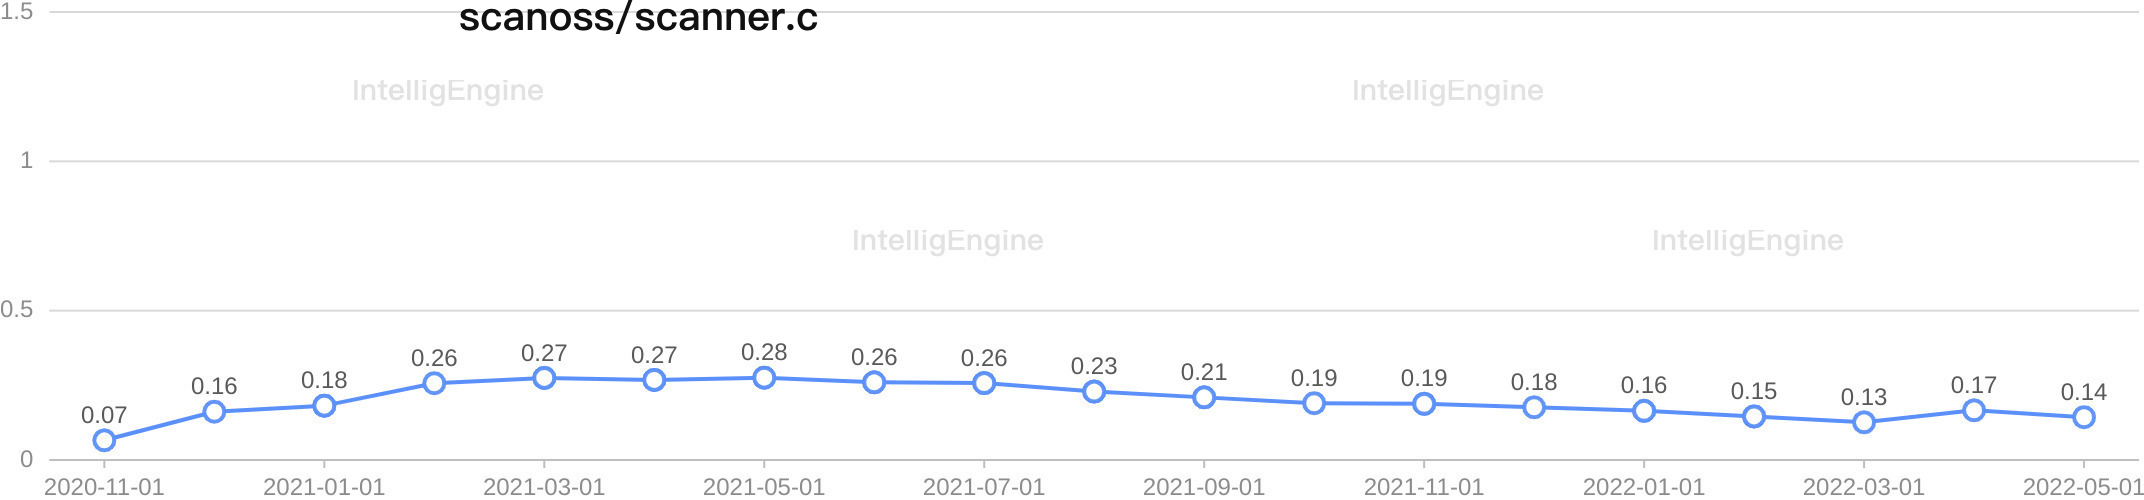 scanoss/scanner.c
1.5
IntelligEngine IntelligEngine
1
IntelligEngine IntelligEngine
0.5
0.07 0.16 0.18 0.26 0.27 0.27 0.28 0.26 0.26 0.23 0.21 0.19 0.19 0.18 0.16 0.15 0.13 0.17 0.14
0
2020-11-01 2021-01-01 2021-03-01 2021-05-01 2021-07-01 2021-09-01 2021-11-01 2022-01-01 2022-03-01 2022-05-01